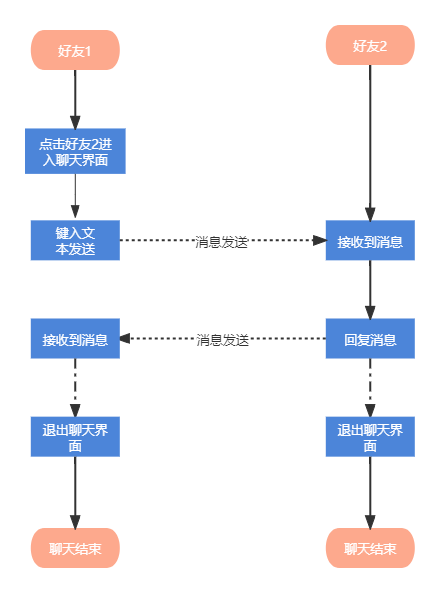 好友1
好友2
点击好友2进
入聊天界面
键入文
本发送
消息发送
接收到消息
接收到消息
消息发送
回复消息
退出聊天界
面
退出聊天界
面
聊天结束
聊天结束